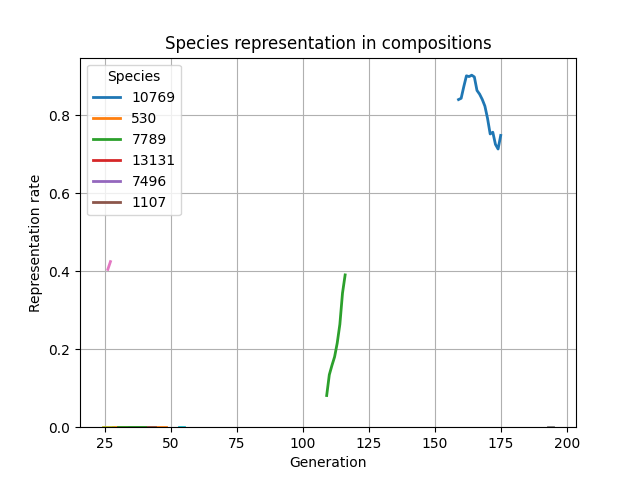 Species representation in compositions
Species
10769
530
7789
13131
7496
1107
Representation rate
0.8
0.6
0.4
0.2
0.0
25 50 75 100 125 150 175 200
Generation